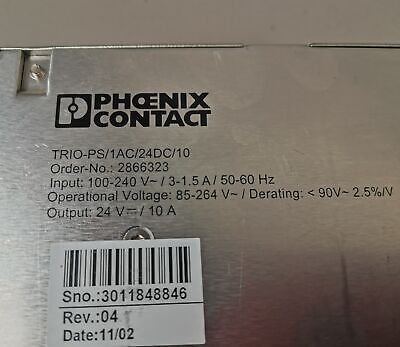 PHŒNIX
CONTACT
TRIO-PS/1AC/24DC/10
Order-No.: 2866323
Input: 100-240 V~ / 3-1.5 A / 50-60 Hz
Operational Voltage: 85-264 V~ / Derating: < 90V~ 2.5%/V
Output: 24 V⎓ / 10 A
Sno.:3011848846
Rev.:04
Date:11/02